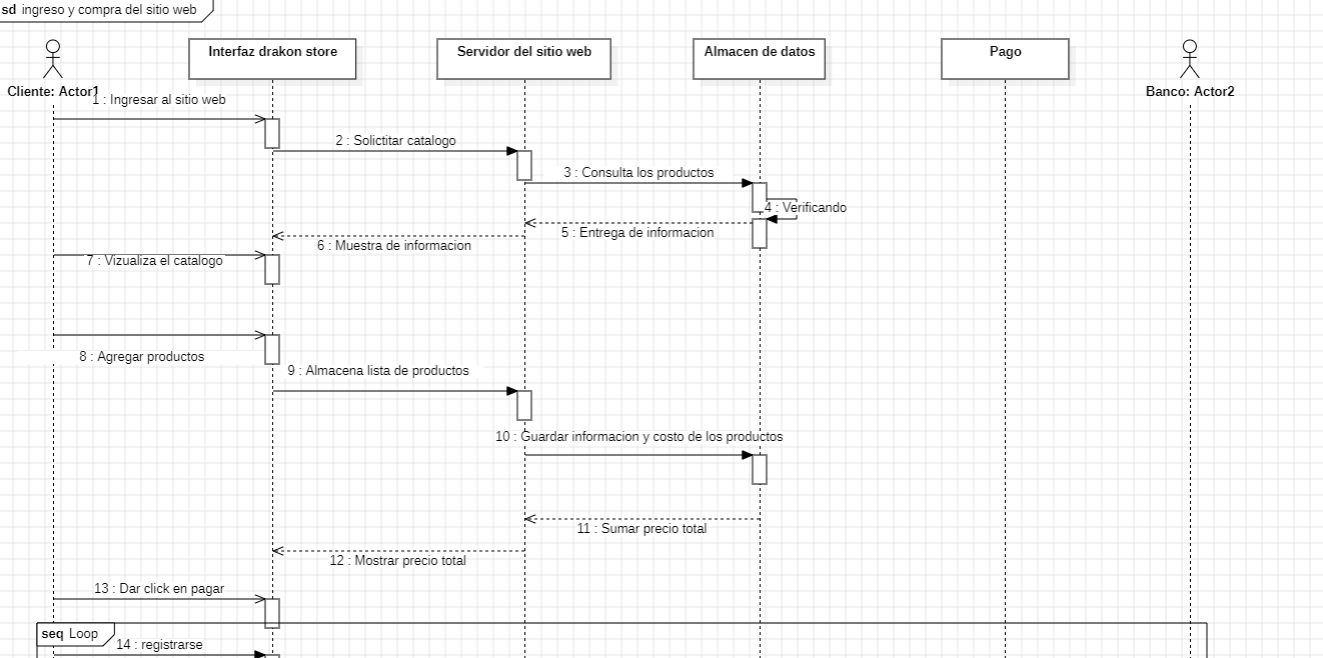 sd ingreso y compra del sitio web
Interfaz drakon store
Servidor del sitio web
Almacen de datos
Pago
Cliente: Actor1
Banco: Actor2
1 : Ingresar al sitio web
2 : Solictitar catalogo
3 : Consulta los productos
4 : Verificando
5 : Entrega de informacion
6 : Muestra de informacion
7 : Vizualiza el catalogo
8 : Agregar productos
9 : Almacena lista de productos
10 : Guardar informacion y costo de los productos
11 : Sumar precio total
12 : Mostrar precio total
13 : Dar click en pagar
seq Loop
14 : registrarse